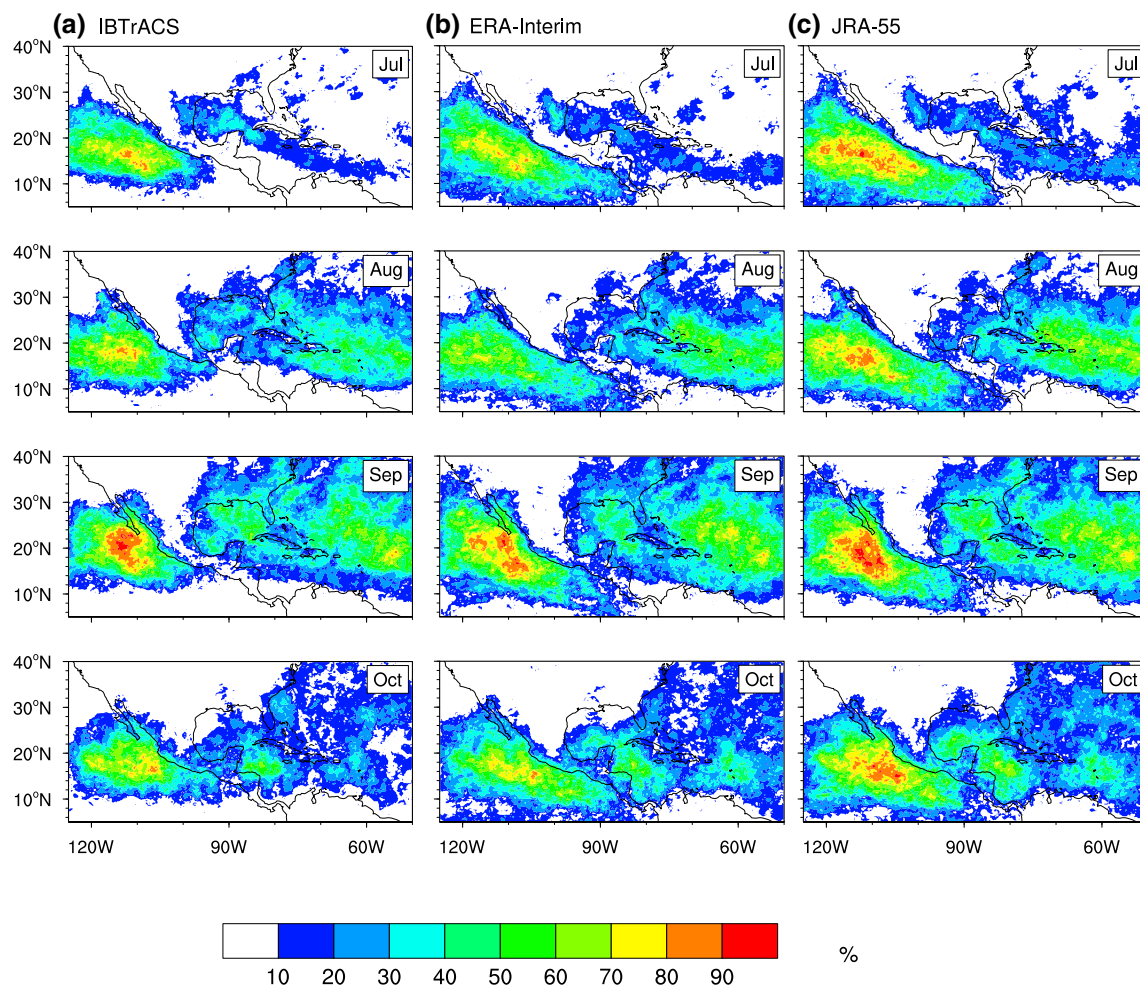 (a) IBTrACS (b) ERA-Interim (c) JRA-55
40°N Jul Jul Jul
30°N
20°N
10°N
40°N Aug Aug Aug
30°N
20°N
10°N
40°N Sep Sep Sep
30°N
20°N
10°N
40°N Oct Oct Oct
30°N
20°N
10°N
120W 90W 60W 120W 90W 60W 120W 90W 60W
%
10 20 30 40 50 60 70 80 90